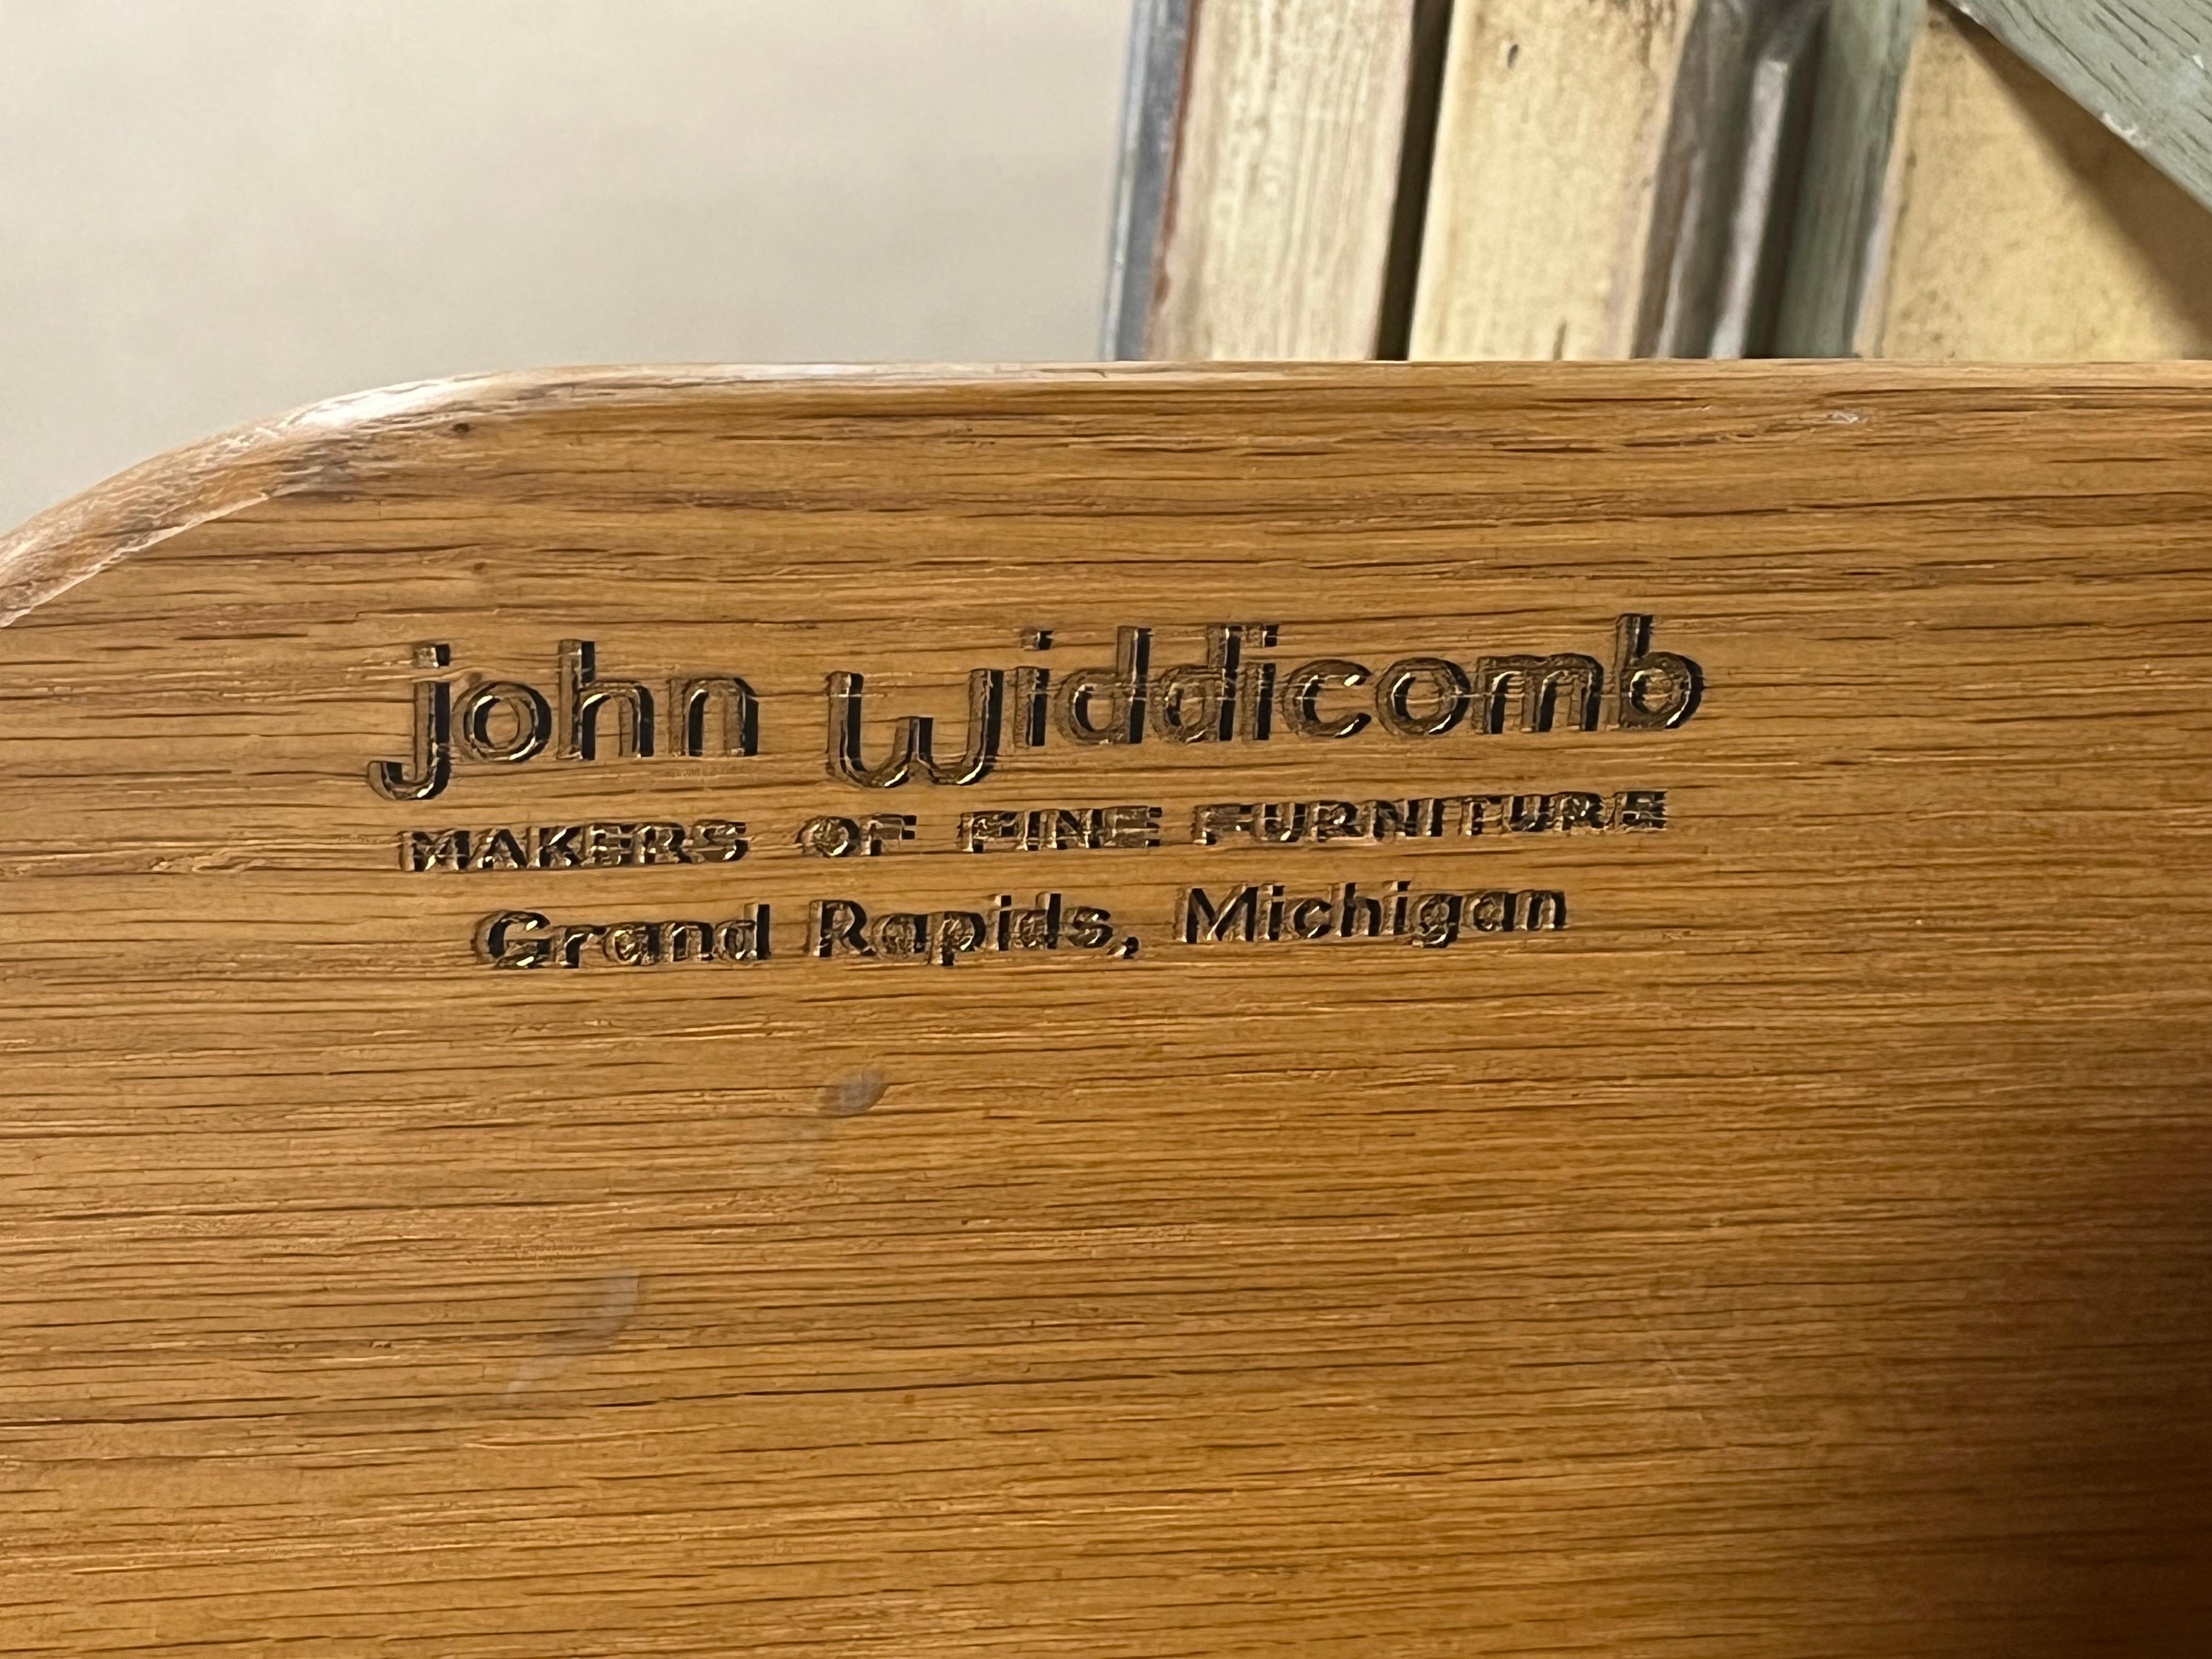 john Widdicomb
MAKERS OF FINE FURNITURE
Grand Rapids, Michigan